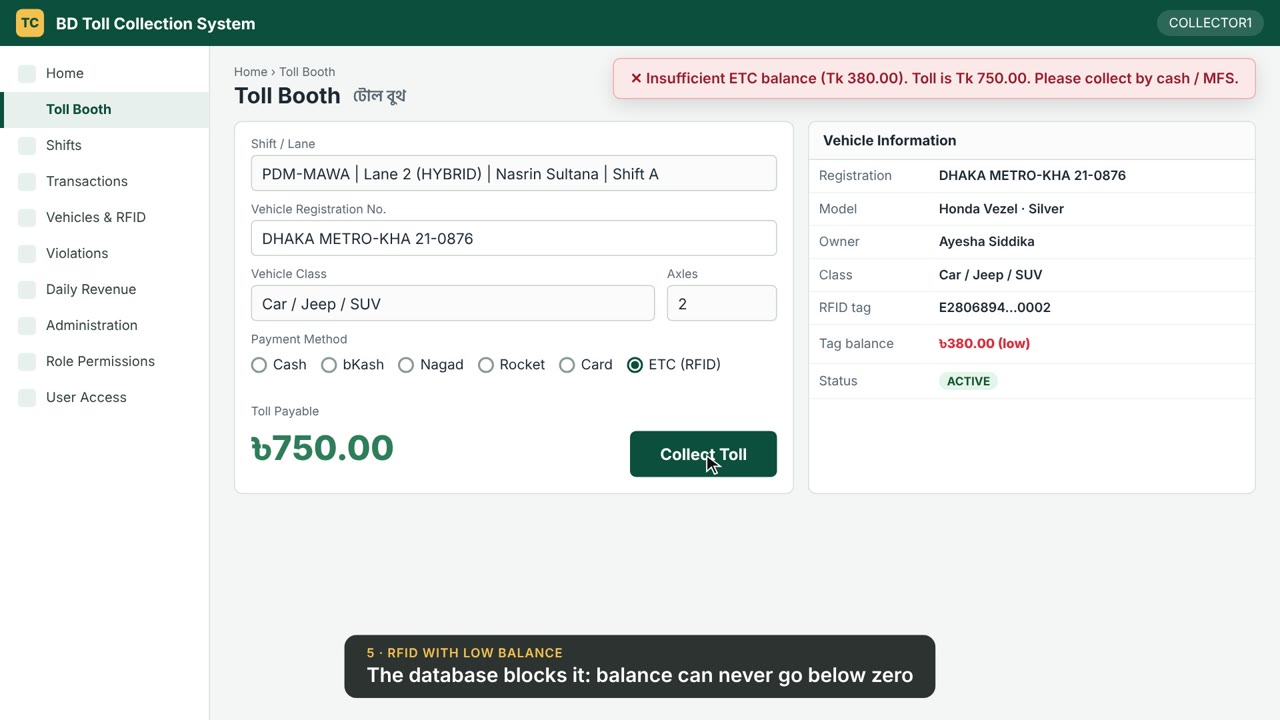 TC BD Toll Collection System
COLLECTOR1
Home
Toll Booth
Shifts
Transactions
Vehicles & RFID
Violations
Daily Revenue
Administration
Role Permissions
User Access
Home › Toll Booth
Toll Booth টোল বুথ
✕ Insufficient ETC balance (Tk 380.00). Toll is Tk 750.00. Please collect by cash / MFS.
Shift / Lane
PDM-MAWA | Lane 2 (HYBRID) | Nasrin Sultana | Shift A
Vehicle Registration No.
DHAKA METRO-KHA 21-0876
Vehicle Class
Axles
Car / Jeep / SUV
2
Payment Method
Cash bKash Nagad Rocket Card ETC (RFID)
Toll Payable
৳750.00
Collect Toll
Vehicle Information
Registration DHAKA METRO-KHA 21-0876
Model Honda Vezel · Silver
Owner Ayesha Siddika
Class Car / Jeep / SUV
RFID tag E2806894...0002
Tag balance ৳380.00 (low)
Status ACTIVE
5 · RFID WITH LOW BALANCE
The database blocks it: balance can never go below zero